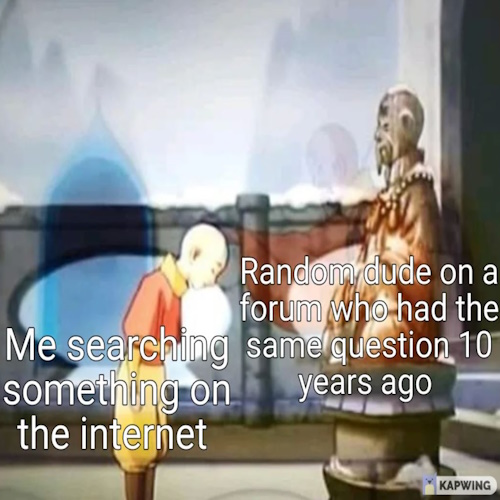 Me searching
something on
the internet
Random dude on a
forum who had the
same question 10
years ago
KAPWING